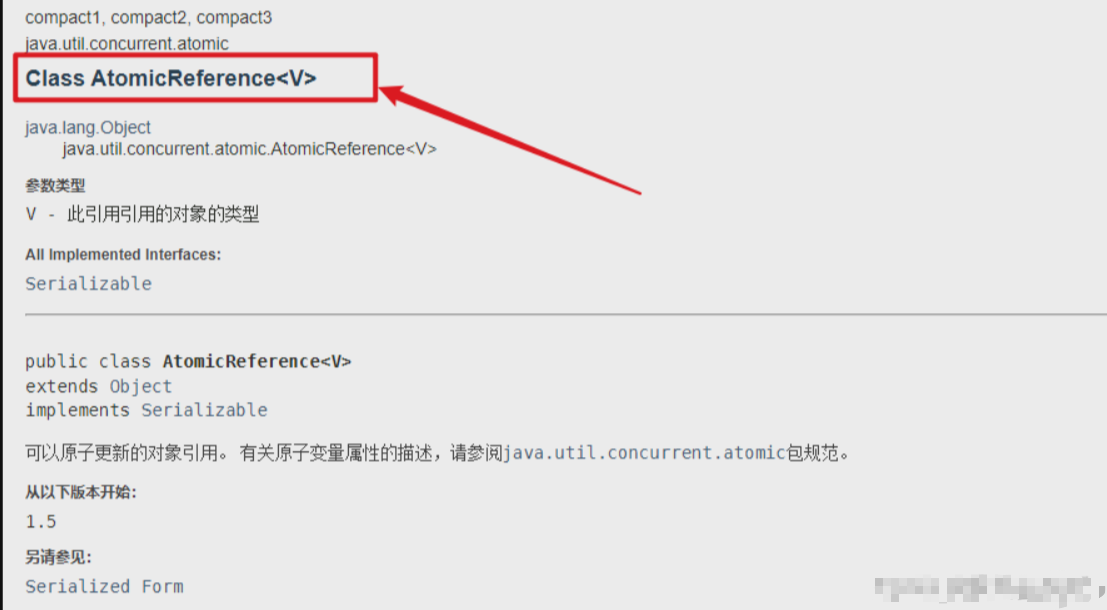 compact1, compact2, compact3
java.util.concurrent.atomic
Class AtomicReference<V>
java.lang.Object
java.util.concurrent.atomic.AtomicReference<V>
参数类型
V - 此引用引用的对象的类型
All Implemented Interfaces:
Serializable
public class AtomicReference<V>
extends Object
implements Serializable
可以原子更新的对象引用。 有关原子变量属性的描述，请参阅java.util.concurrent.atomic包规范。
从以下版本开始:
1.5
另请参见:
Serialized Form